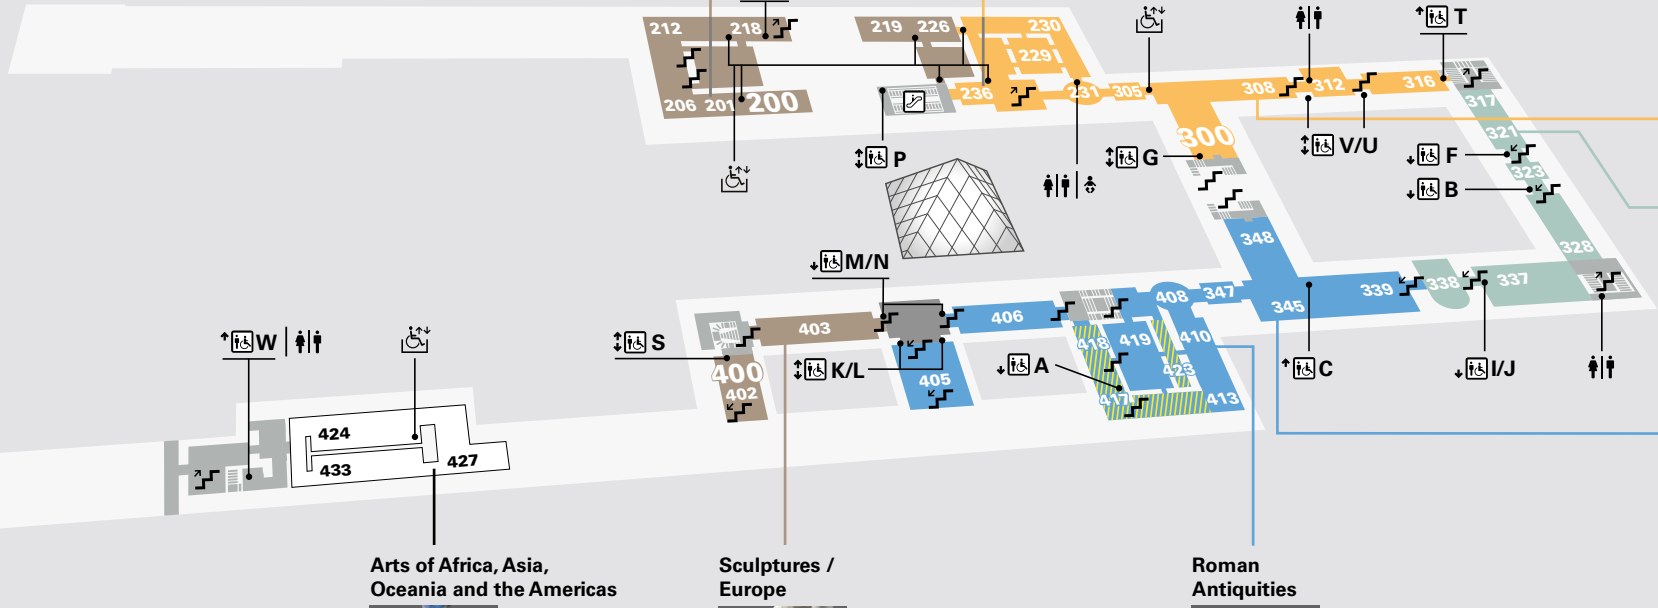 212
218
219
226
230
229
T
206
201
200
236
231
305
308
312
316
317
300
321
P
G
V/U
F
323
B
348
328
M/N
408
347
345
339
338
337
403
406
W
S
418
419
410
400
402
K/L
405
A
423
417
413
C
I/J
424
433
427
Arts of Africa, Asia,
Oceania and the Americas
Sculptures /
Europe
Roman
Antiquities